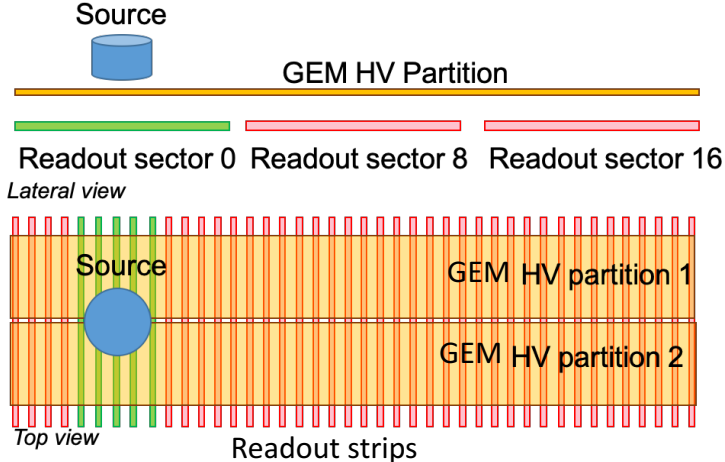 Source
GEM HV Partition
Readout sector 0
Readout sector 8
Readout sector 16
Lateral view
Source
GEM HV partition 1
GEM HV partition 2
Top view
Readout strips